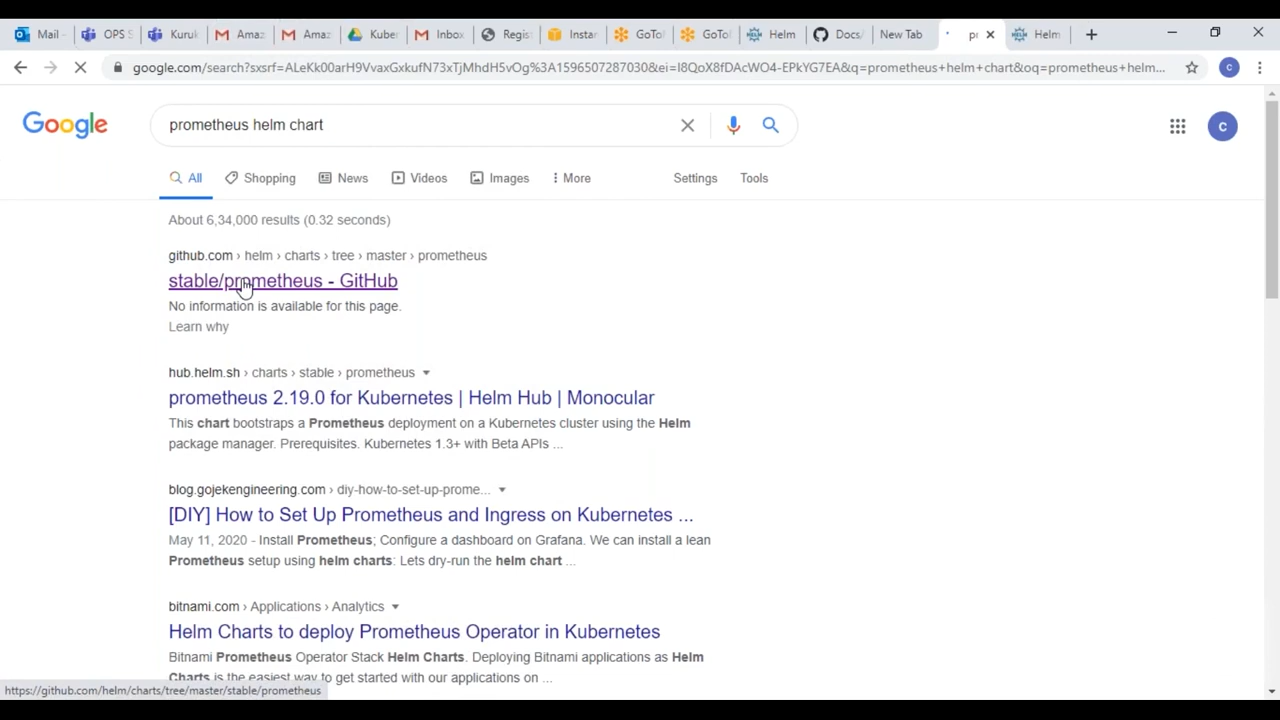 Mail -
OPS S
Kuruk
Amaz
Amaz
Kuber
Inbox
Regis
Instan
GoTo
GoTo
Helm
Docs/
New Tab
pr
Helm
google.com/search?sxsrf=ALeKk00arH9VvaxGxkufN73xTjMhdH5vOg%3A1596507287030&ei=I8QoX8fDAcWO4-EPkYG7EA&q=prometheus+helm+chart&oq=prometheus+helm...
C
Google
prometheus helm chart
C
All
Shopping
News
Videos
Images
More
Settings
Tools
About 6,34,000 results (0.32 seconds)
github.com › helm › charts › tree › master › prometheus
stable/prometheus - GitHub
No information is available for this page.
Learn why
hub.helm.sh › charts › stable › prometheus
prometheus 2.19.0 for Kubernetes | Helm Hub | Monocular
This chart bootstraps a Prometheus deployment on a Kubernetes cluster using the Helm
package manager. Prerequisites. Kubernetes 1.3+ with Beta APIs ...
blog.gojekengineering.com › diy-how-to-set-up-prome...
[DIY] How to Set Up Prometheus and Ingress on Kubernetes ...
May 11, 2020 - Install Prometheus; Configure a dashboard on Grafana. We can install a lean
Prometheus setup using helm charts: Lets dry-run the helm chart ...
bitnami.com › Applications › Analytics
Helm Charts to deploy Prometheus Operator in Kubernetes
Bitnami Prometheus Operator Stack Helm Charts. Deploying Bitnami applications as Helm
Charts is the easiest way to get started with our applications on ...
https://github.com/helm/charts/tree/master/stable/prometheus